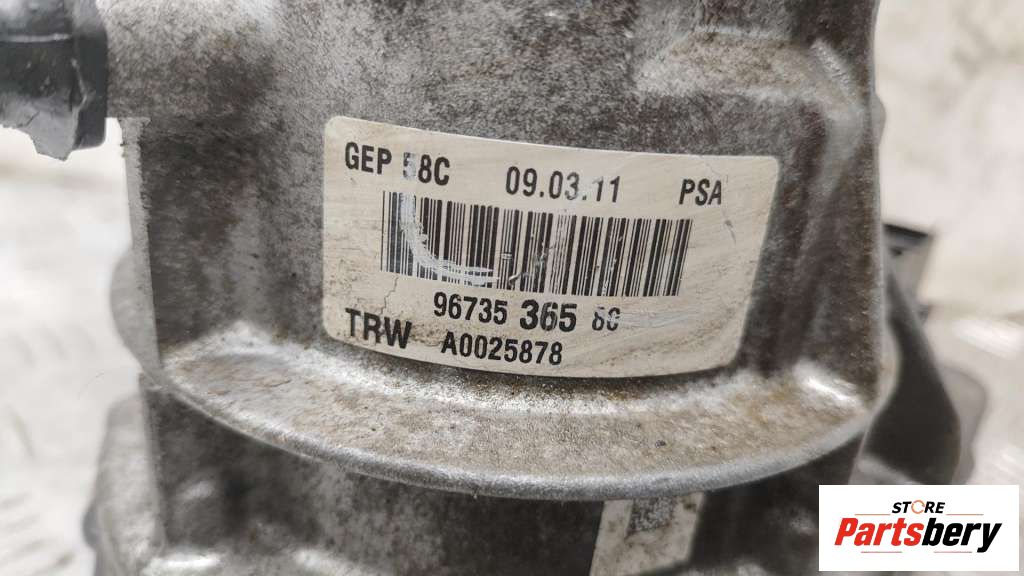 GEP 58C 09.03.11 PSA
96735 365 80
TRW A0025878
STORE
Partsbery